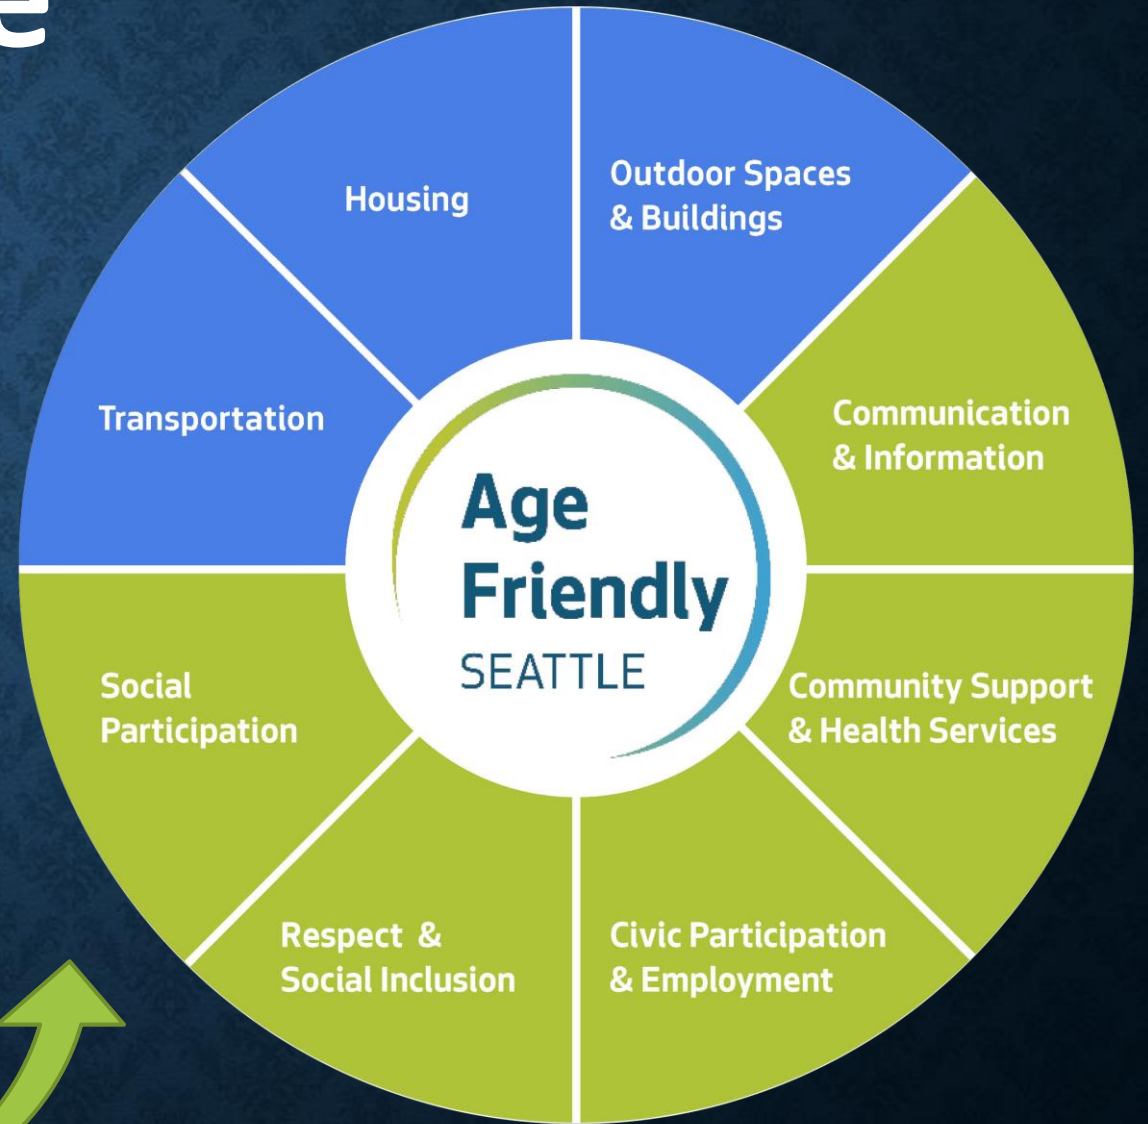 e
Housing
Outdoor Spaces
& Buildings
Transportation
Communication
& Information
Age
Friendly
SEATTLE
Social
Participation
Community Support
& Health Services
Respect &
Social Inclusion
Civic Participation
& Employment